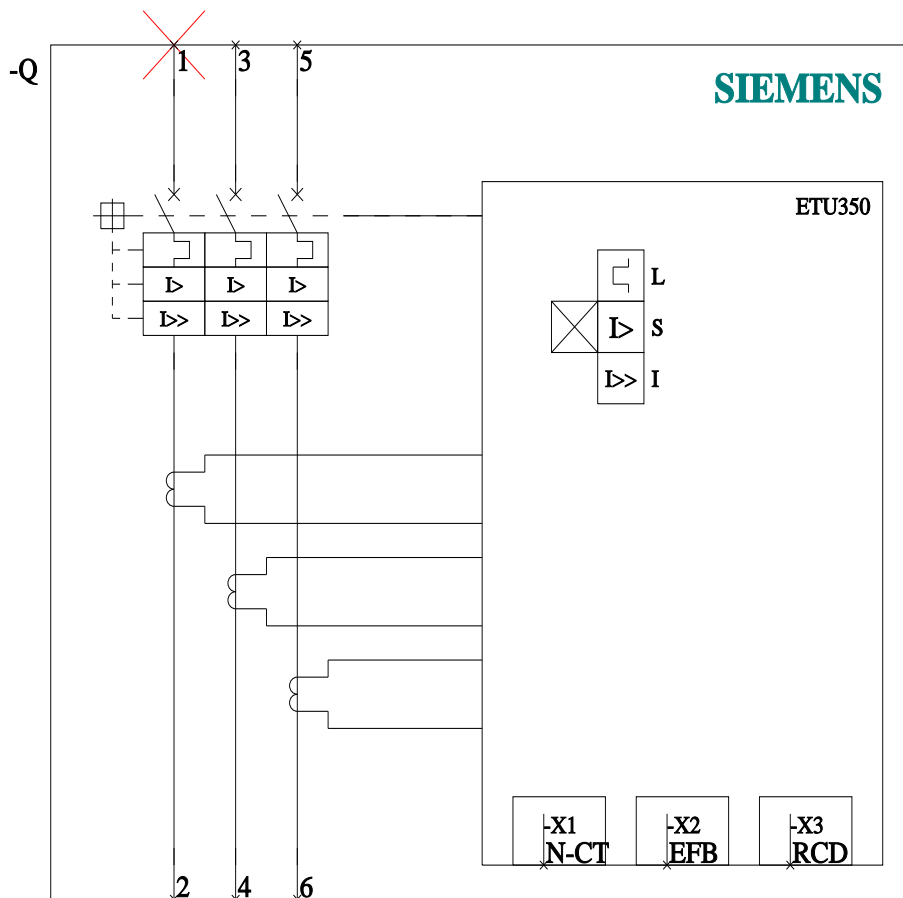 1 3 5
-Q
SIEMENS
ETU350
L
I> I> I>
S
I>
I>> I>> I>>
I>> I
-X1 -X2 -X3
N-CT EFB RCD
2 4 6